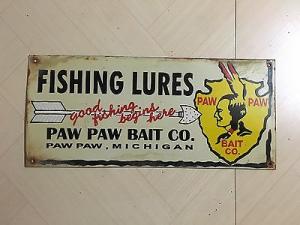 FISHING LURES
good
fishing
begins
here
PAW PAW BAIT CO.
PAW PAW, MICHIGAN
PAW PAW
BAIT
CO.